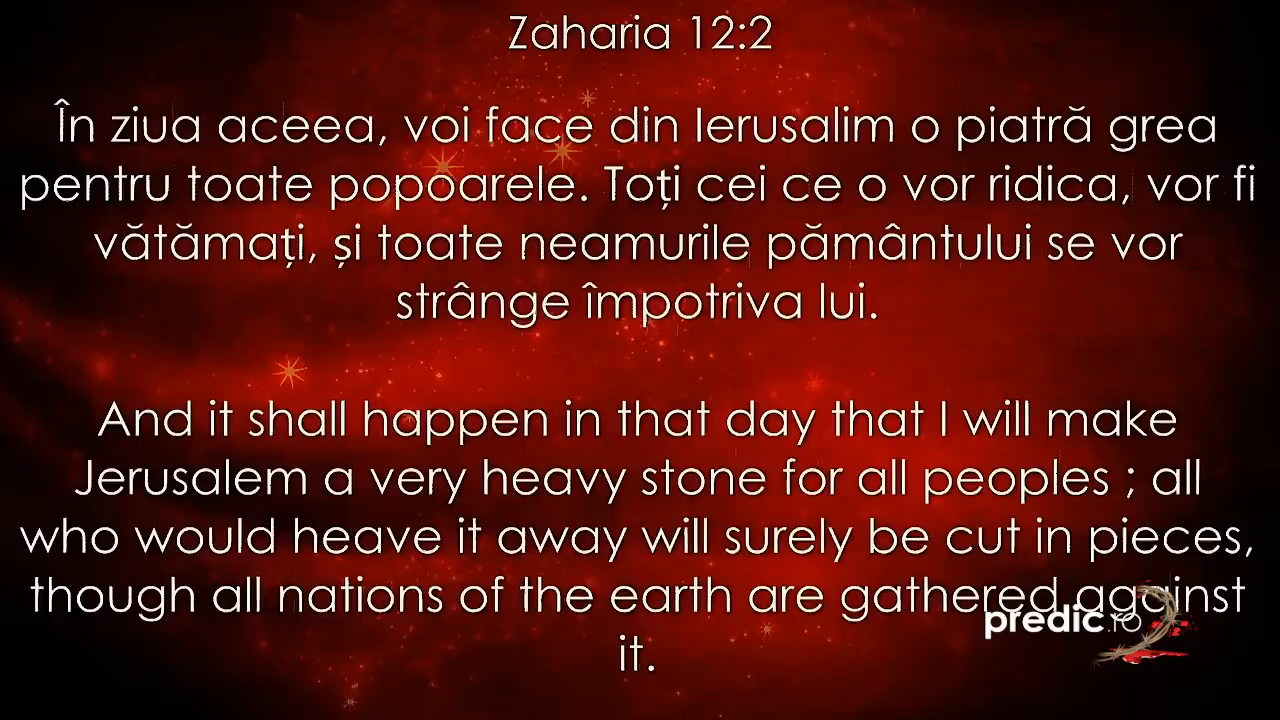 Zaharia 12:2
În ziua aceea, voi face din Ierusalim o piatră grea
pentru toate popoarele. Toți cei ce o vor ridica, vor fi
vătămați, și toate neamurile pământului se vor
strânge împotriva lui.
And it shall happen in that day that I will make
Jerusalem a very heavy stone for all peoples ; all
who would heave it away will surely be cut in pieces,
though all nations of the earth are gathered against
it.
predic.ro